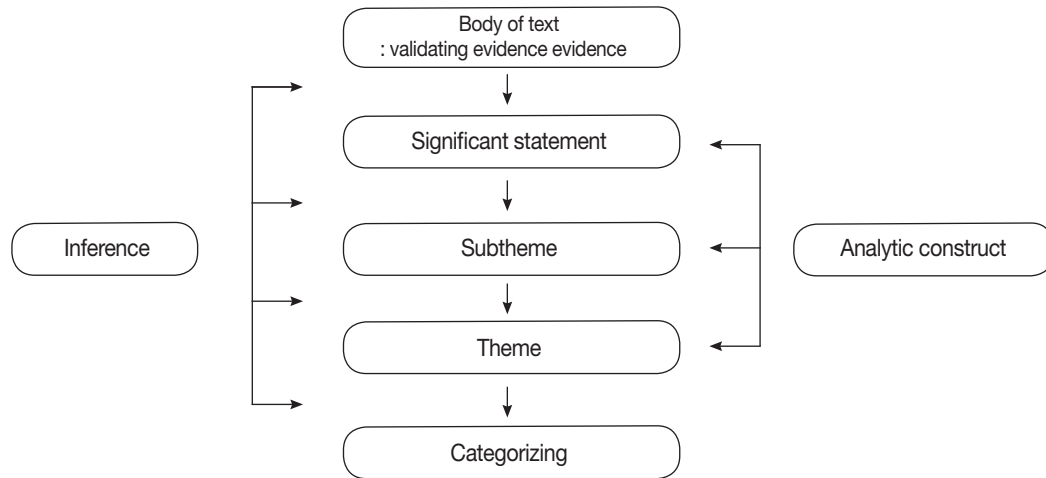 Body of text
: validating evidence evidence
Significant statement
Inference
Subtheme
Analytic construct
Theme
Categorizing